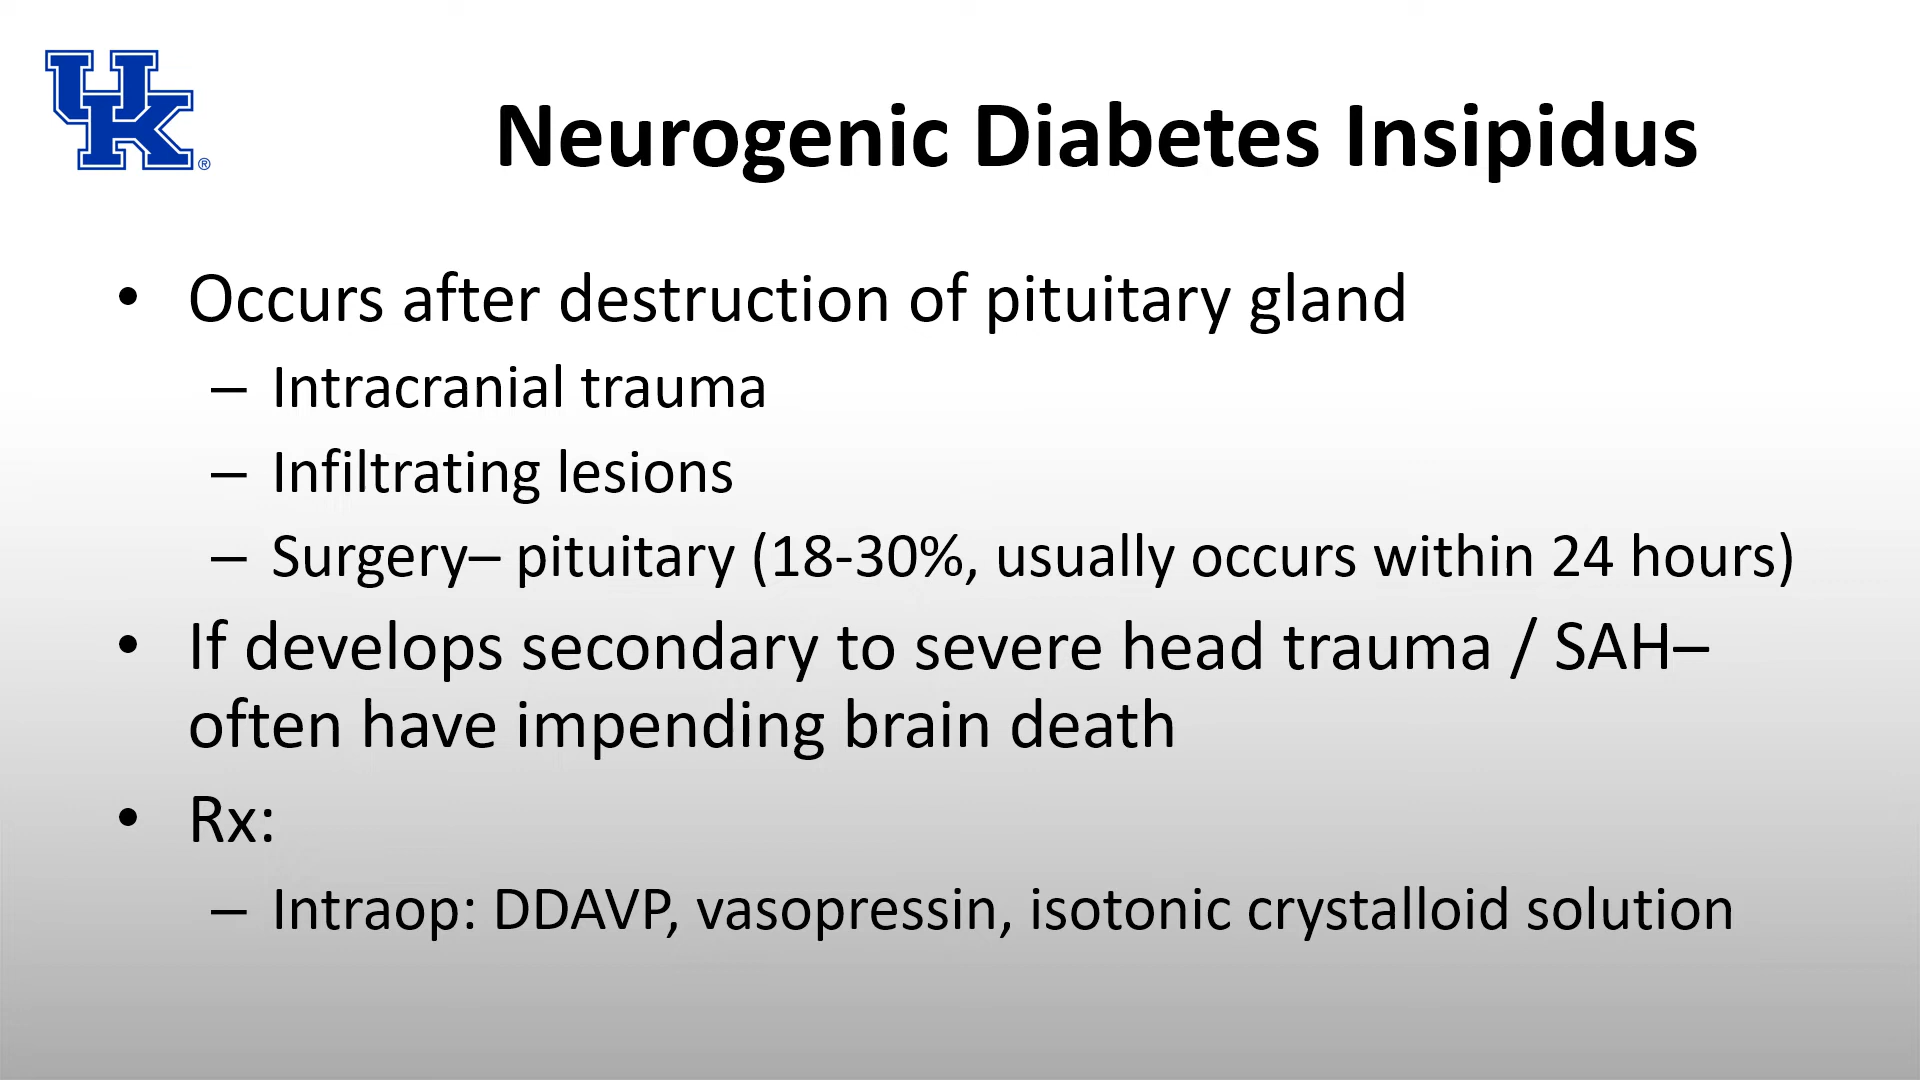 UK®
Neurogenic Diabetes Insipidus
• Occurs after destruction of pituitary gland
– Intracranial trauma
– Infiltrating lesions
– Surgery– pituitary (18-30%, usually occurs within 24 hours)
• If develops secondary to severe head trauma / SAH–
often have impending brain death
• Rx:
– Intraop: DDAVP, vasopressin, isotonic crystalloid solution